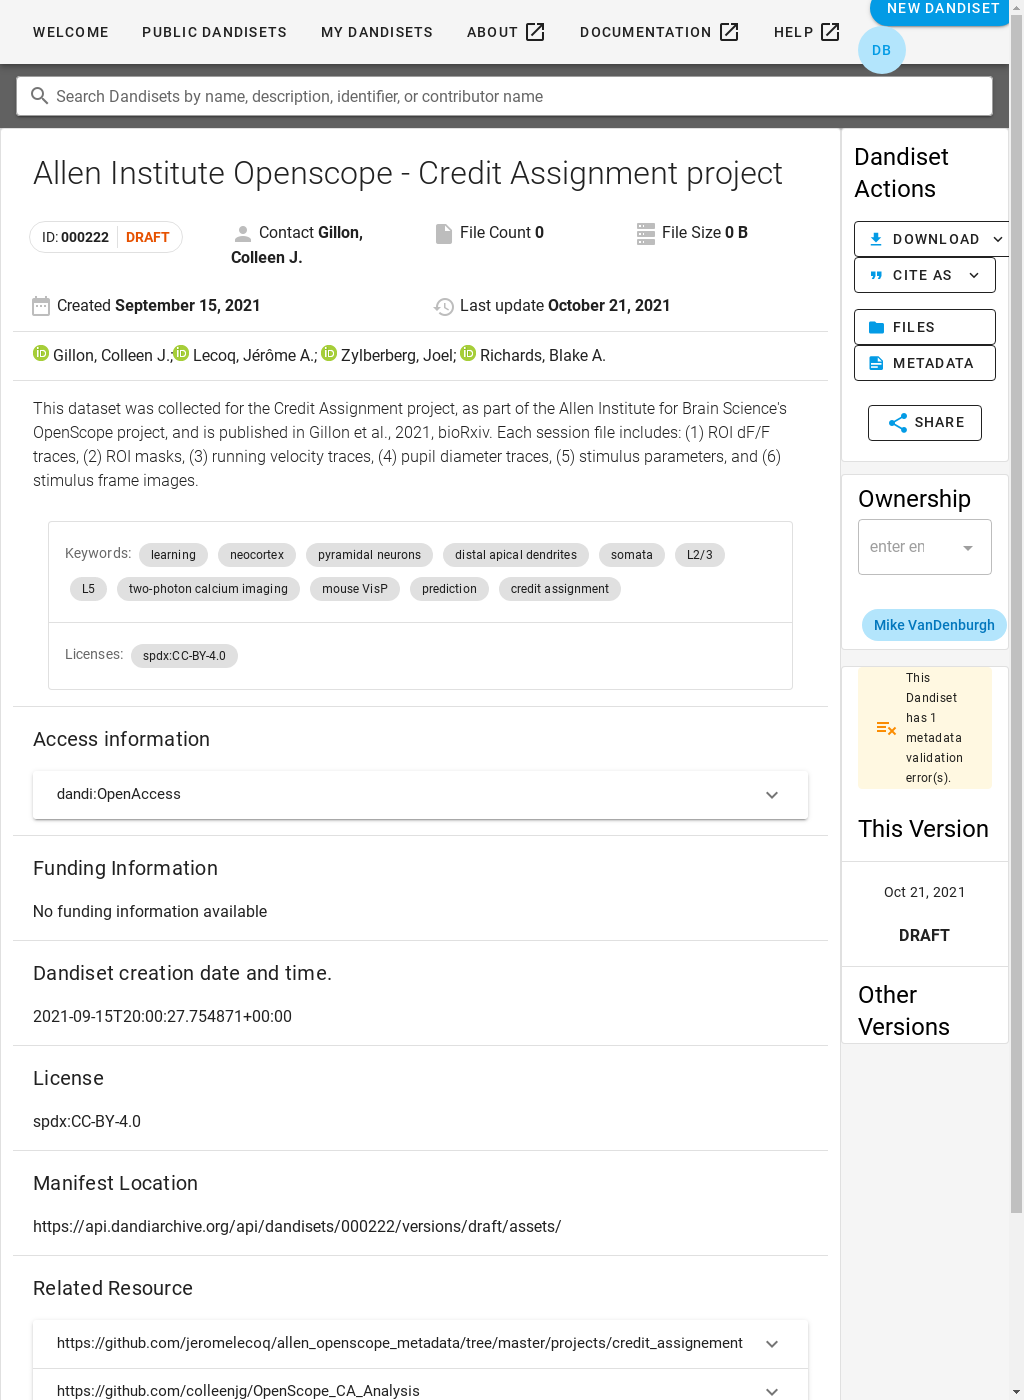 WELCOME PUBLIC DANDISETS MY DANDISETS ABOUT DOCUMENTATION HELP NEW DANDISET
DB
Search Dandisets by name, description, identifier, or contributor name
Allen Institute Openscope - Credit Assignment project
ID: 000222 DRAFT
Contact Gillon, Colleen J.
File Count 0
File Size 0 B
Created September 15, 2021
Last update October 21, 2021
Gillon, Colleen J.; Lecoq, Jérôme A.; Zylberberg, Joel; Richards, Blake A.
This dataset was collected for the Credit Assignment project, as part of the Allen Institute for Brain Science's
OpenScope project, and is published in Gillon et al., 2021, bioRxiv. Each session file includes: (1) ROI dF/F
traces, (2) ROI masks, (3) running velocity traces, (4) pupil diameter traces, (5) stimulus parameters, and (6)
stimulus frame images.
Keywords: learning neocortex pyramidal neurons distal apical dendrites somata L2/3
L5 two-photon calcium imaging mouse VisP prediction credit assignment
Licenses: spdx:CC-BY-4.0
Access information
dandi:OpenAccess
Funding Information
No funding information available
Dandiset creation date and time.
2021-09-15T20:00:27.754871+00:00
License
spdx:CC-BY-4.0
Manifest Location
https://api.dandiarchive.org/api/dandisets/000222/versions/draft/assets/
Related Resource
https://github.com/jeromelecoq/allen_openscope_metadata/tree/master/projects/credit_assignement
https://github.com/colleenjg/OpenScope_CA_Analysis
Dandiset
Actions
DOWNLOAD
CITE AS
FILES
METADATA
SHARE
Ownership
enter en
Mike VanDenburgh
This
Dandiset
has 1
metadata
validation
error(s).
This Version
Oct 21, 2021
DRAFT
Other
Versions